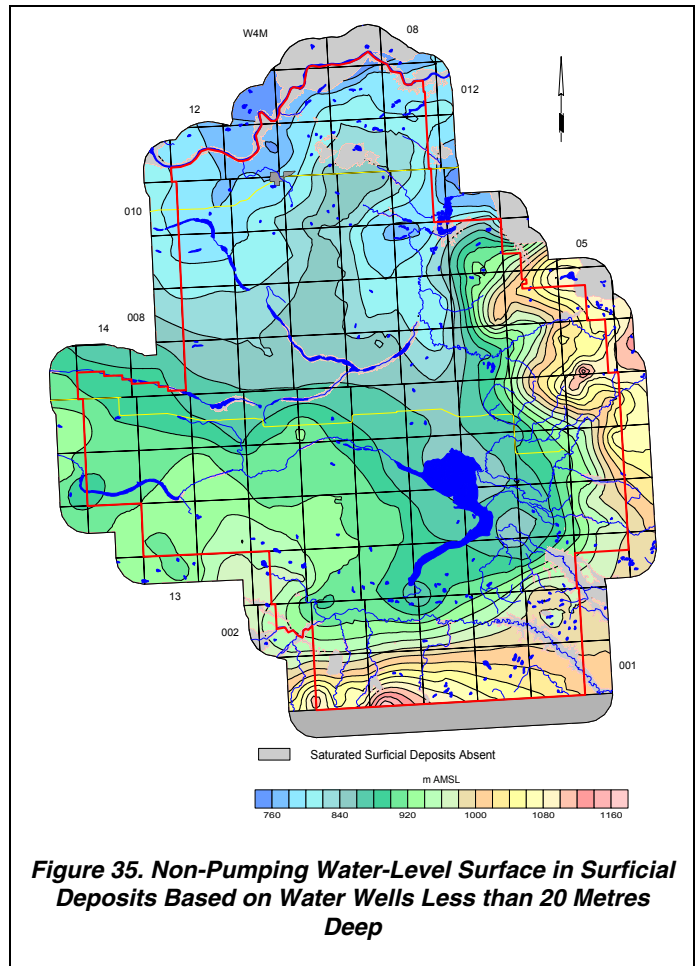 W4M
08
012
12
010
05
008
14
13
002
001
Saturated Surficial Deposits Absent
m AMSL
760 840 920 1000 1080 1160
Figure 35. Non-Pumping Water-Level Surface in Surficial
Deposits Based on Water Wells Less than 20 Metres
Deep